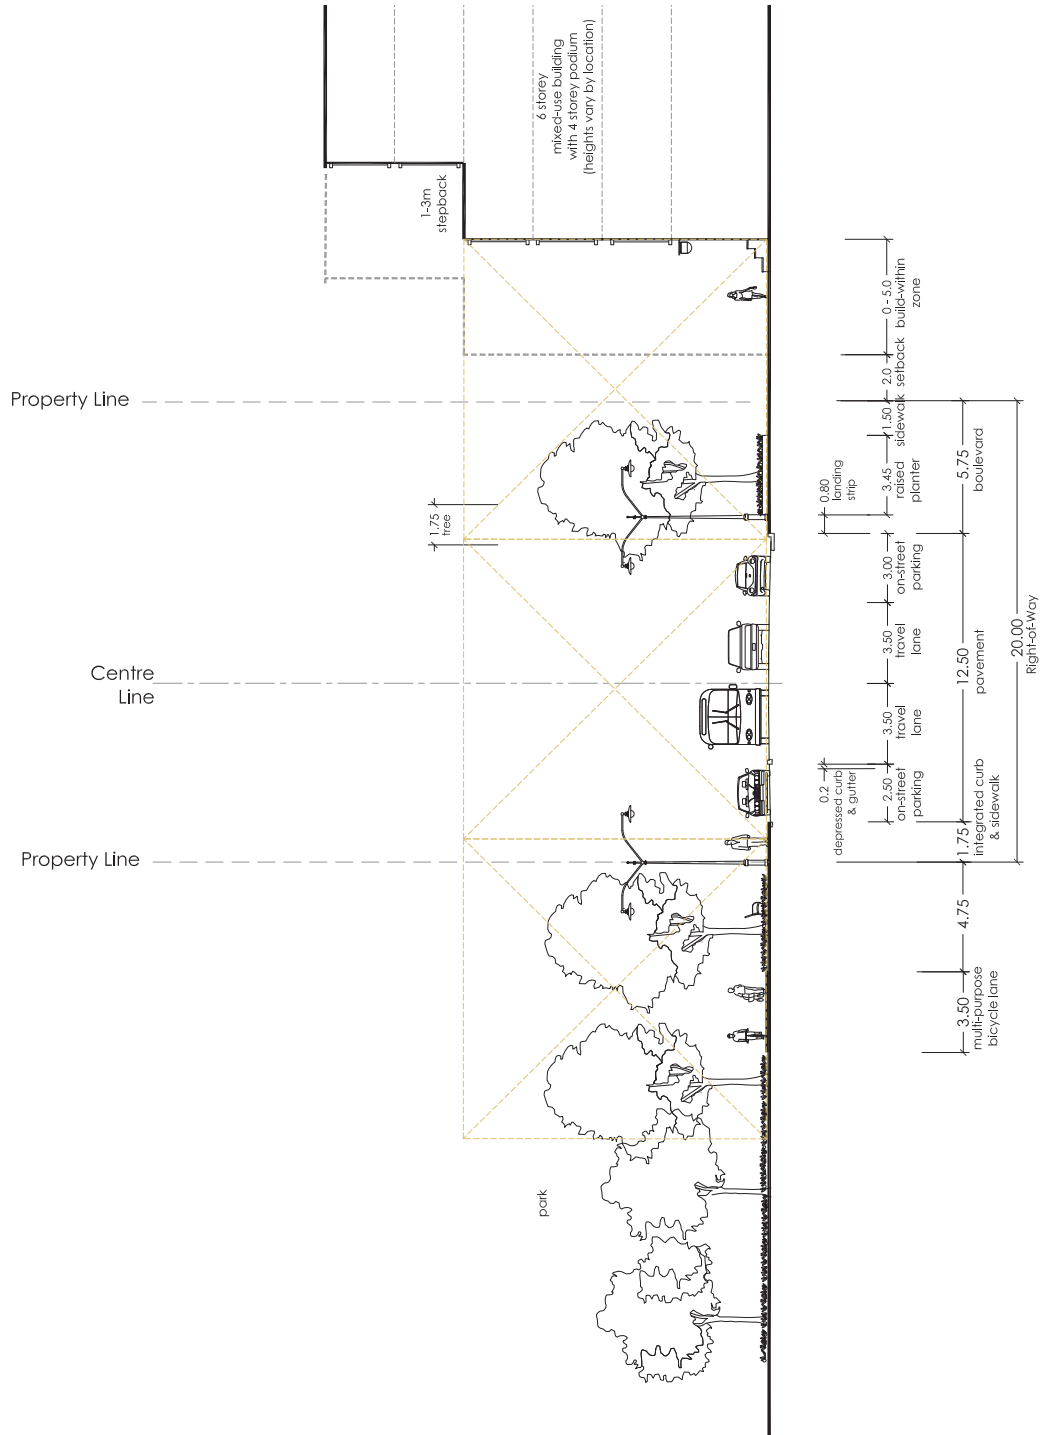 6 storey
mixed-use building
with 4 storey podium
(heights vary by location)
1-3m
stepback
Property Line
Centre
Line
Property Line
1.75
tree
park
0.80
landing
strip
0.2
depressed curb
& gutter
0 - 5.0
build-within
zone
2.0
setback
1.50
sidewalk
3.45
raised
planter
3.00
on-street
parking
3.50
travel
lane
3.50
travel
lane
2.50
on-street
parking
5.75
boulevard
12.50
pavement
1.75
integrated curb
& sidewalk
4.75
3.50
multi-purpose
bicycle lane
20.00
Right-of-Way